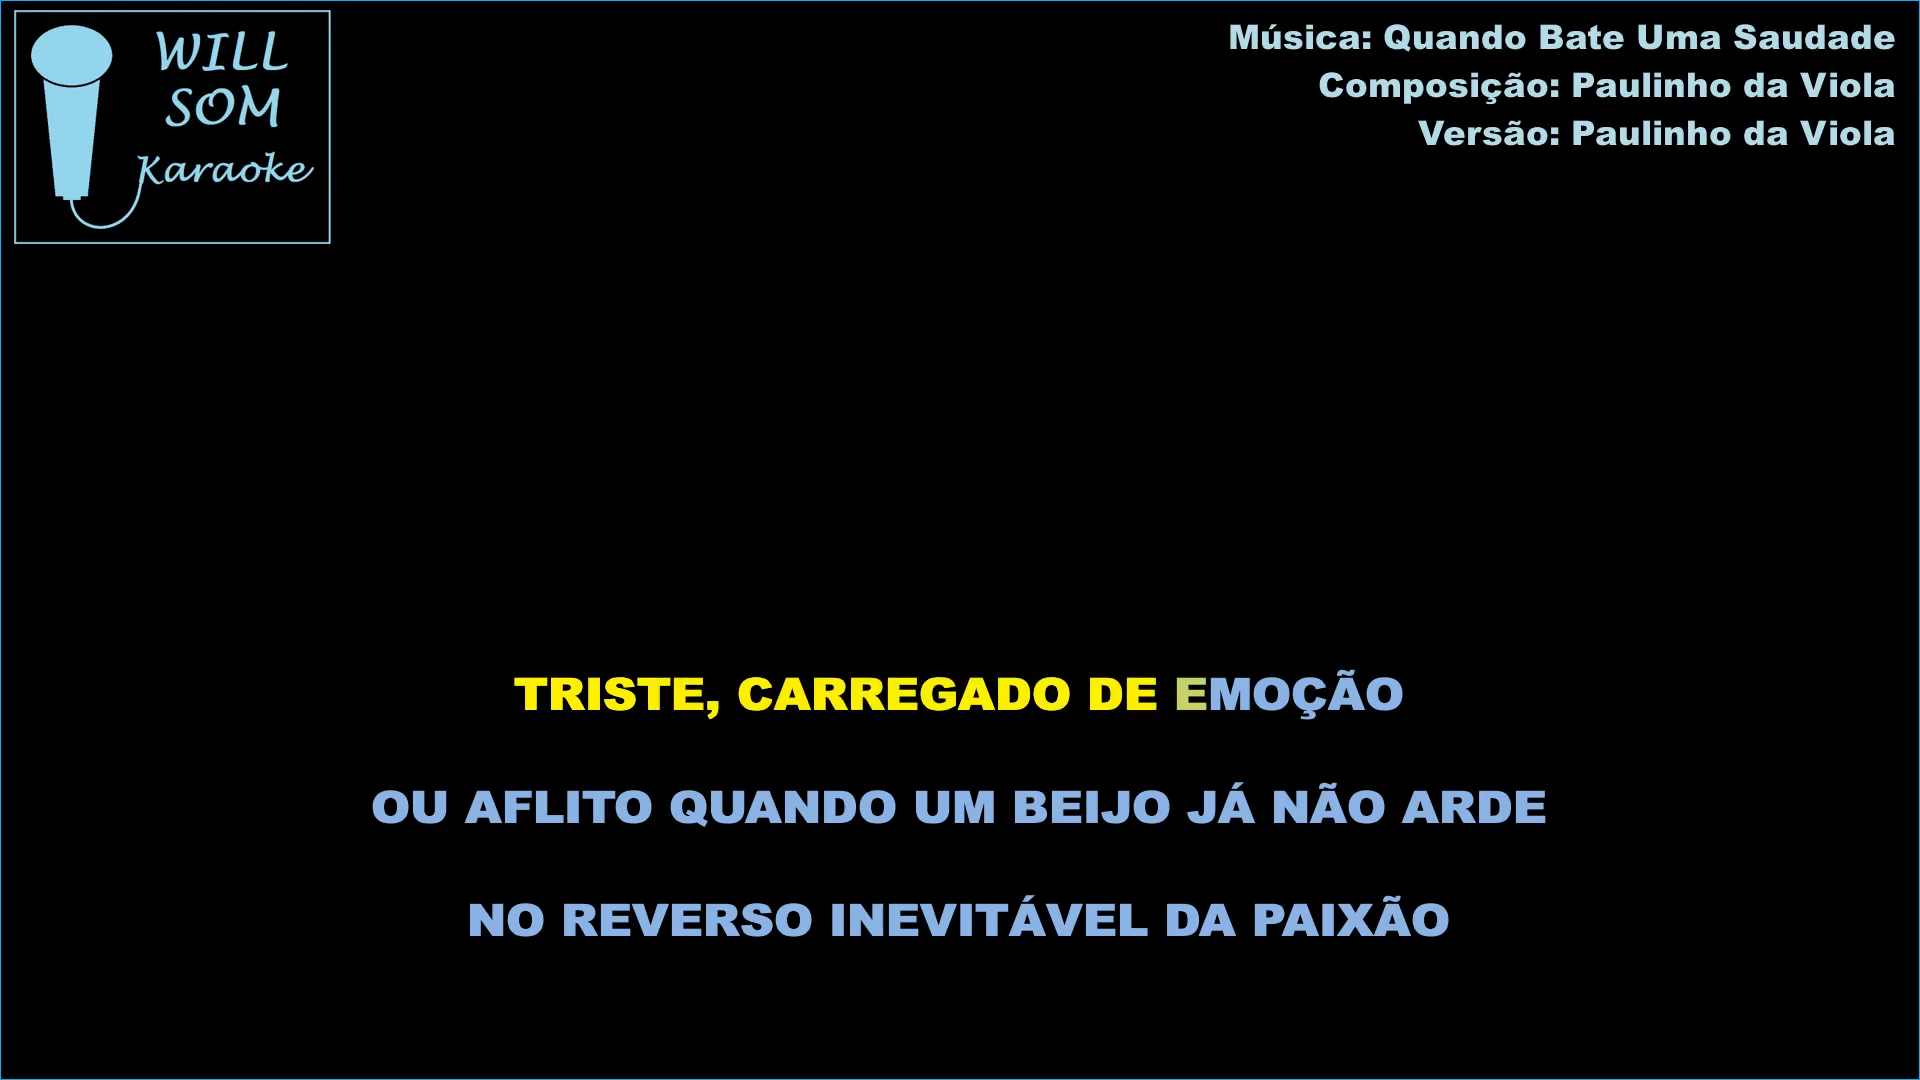 WILL
SOM
Karaoke
Música: Quando Bate Uma Saudade
Composição: Paulinho da Viola
Versão: Paulinho da Viola
TRISTE, CARREGADO DE EMOÇÃO
OU AFLITO QUANDO UM BEIJO JÁ NÃO ARDE
NO REVERSO INEVITÁVEL DA PAIXÃO